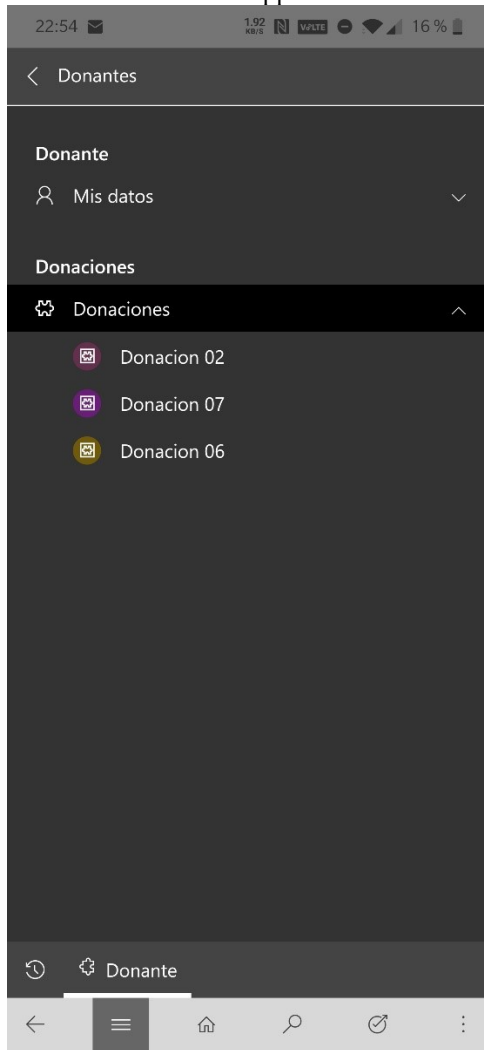 22:54 1.92 KB/S N VoLTE 16 %
Donantes
Donante
Mis datos
Donaciones
Donaciones
Donacion 02
Donacion 07
Donacion 06
Donante